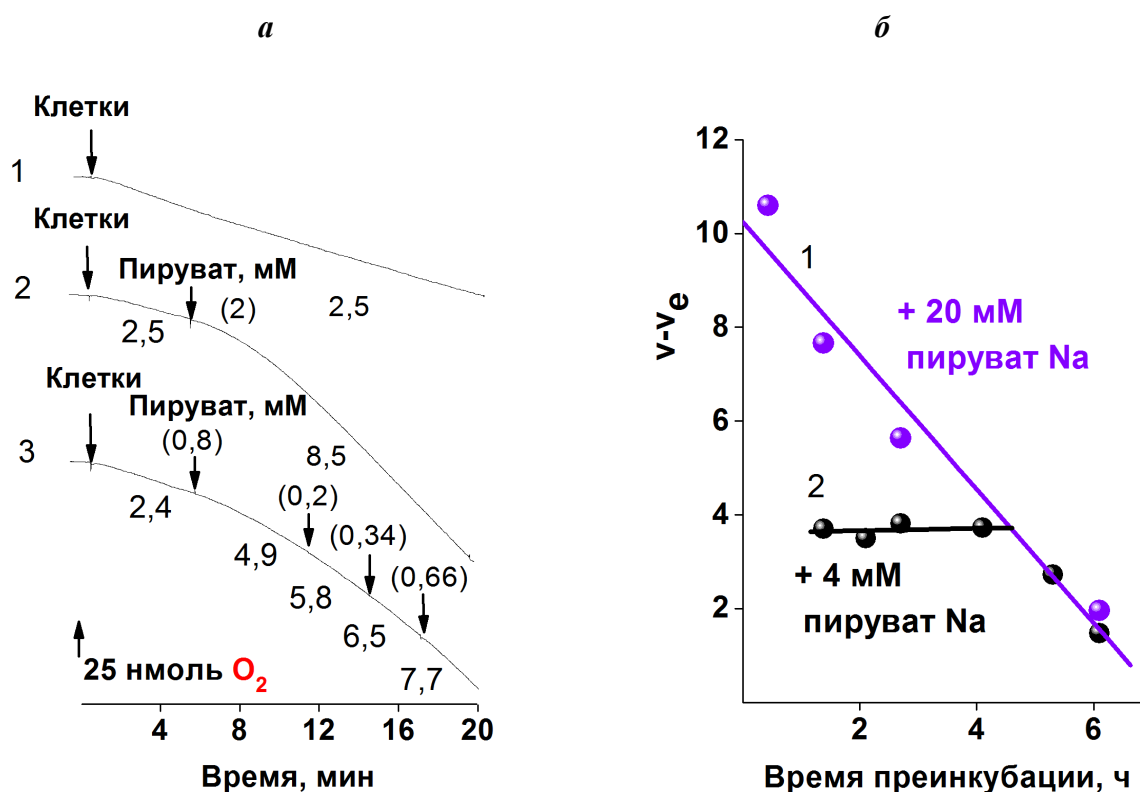 а
Клетки
1
Клетки
2
Пируват, мМ
(2)
2,5
2,5
Клетки
Пируват, мМ
3
(0,8)
8,5
2,4
(0,2)
4,9
(0,34)
5,8
(0,66)
6,5
7,7
25 нмоль O2
4 8 12 16 20
Время, мин
б
12
10
8
6
4
2
v-ve
1
+ 20 мМ
пируват Na
2
+ 4 мМ
пируват Na
2 4 6
Время преинкубации, ч